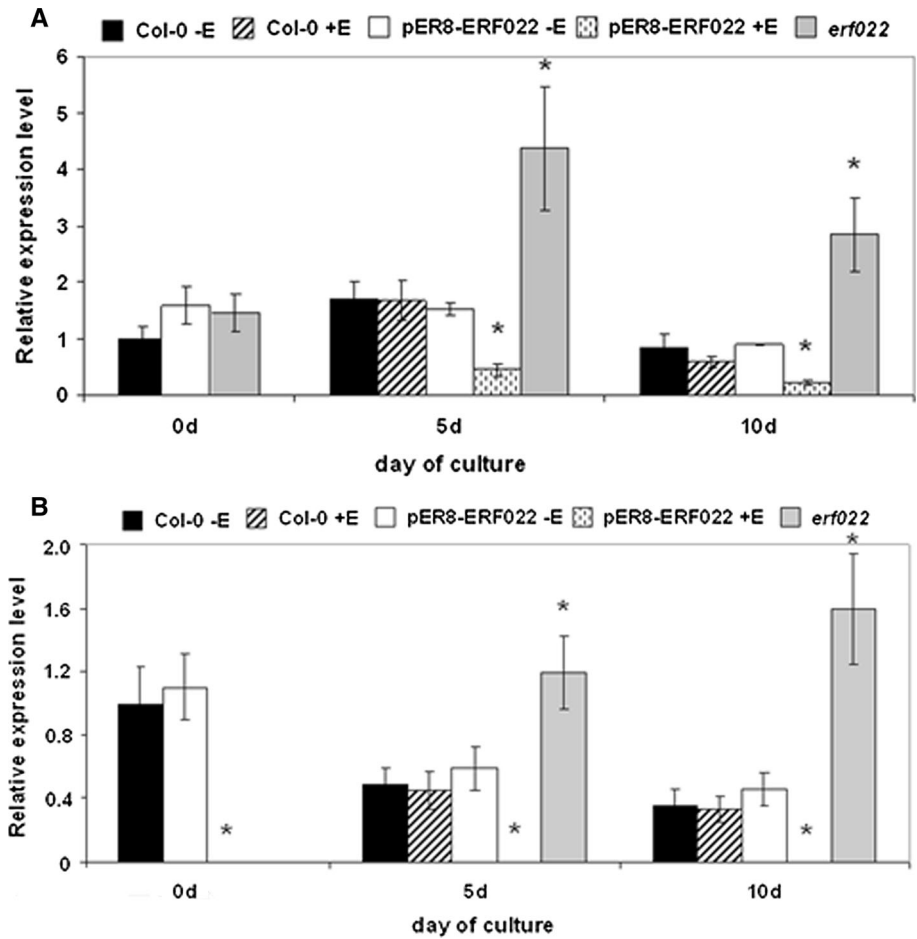 A
Col-0 -E Col-0 +E pER8-ERF022 -E pER8-ERF022 +E erf022
Relative expression level
6
5
4
3
2
1
0
*
*
*
*
0d 5d 10d
day of culture
B
Col-0 -E Col-0 +E pER8-ERF022 -E pER8-ERF022 +E erf022
Relative expression level
2.0
1.6
1.2
0.8
0.4
0
*
*
*
*
*
0d 5d 10d
day of culture